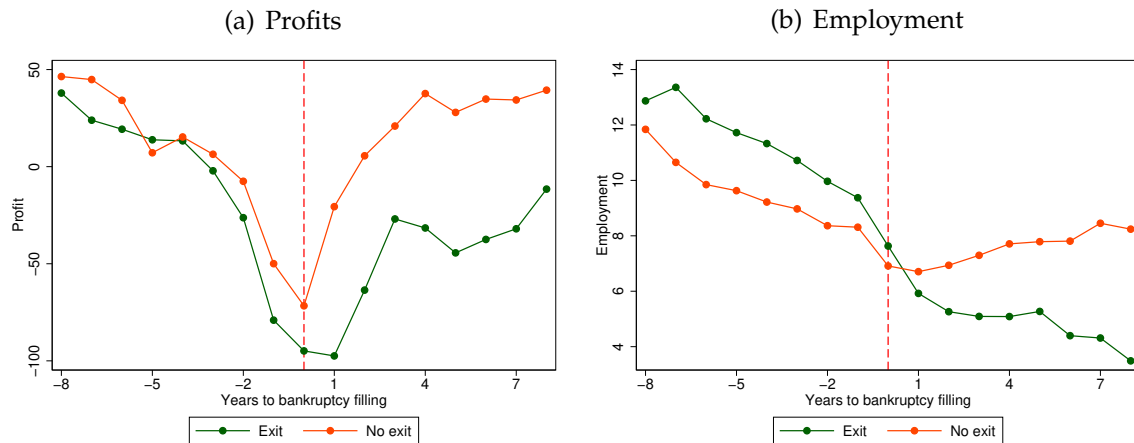 (a) Profits
50
0
−50
−100
Profit
−8
−5
−2
1
4
7
Years to bankruptcy filling
Exit
No exit
(b) Employment
14
12
10
8
6
4
Employment
−8
−5
−2
1
4
7
Years to bankruptcy filling
Exit
No exit